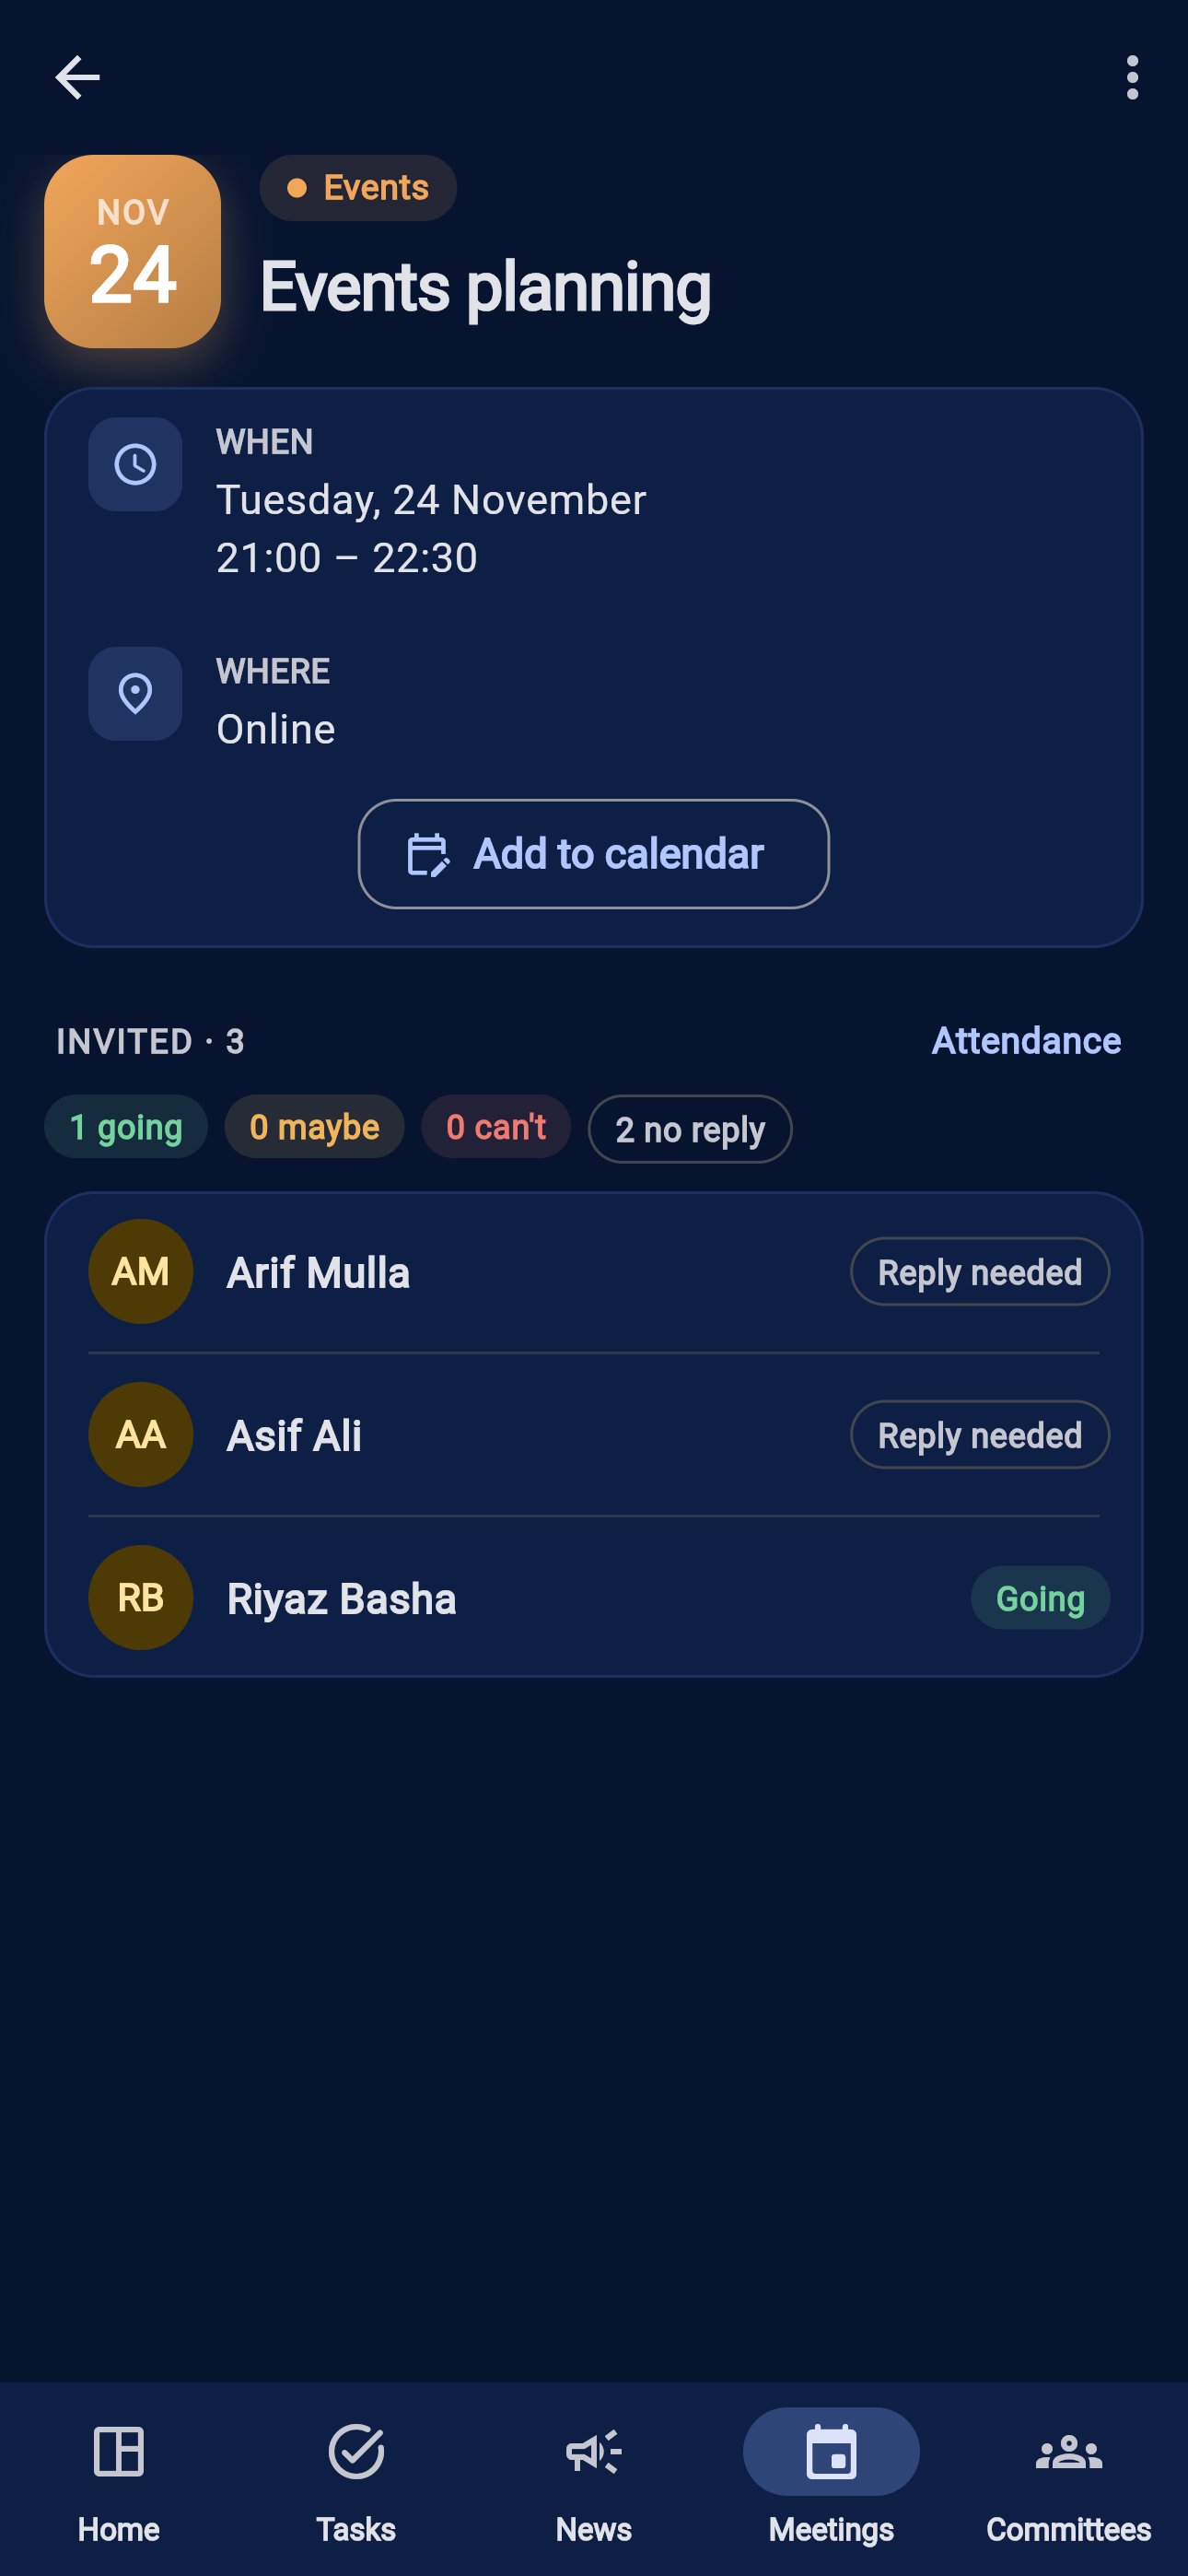 NOV
24
Events
Events planning
WHEN
Tuesday, 24 November
21:00 – 22:30
WHERE
Online
Add to calendar
INVITED · 3
Attendance
1 going
0 maybe
0 can't
2 no reply
AM
Arif Mulla
Reply needed
AA
Asif Ali
Reply needed
RB
Riyaz Basha
Going
Home
Tasks
News
Meetings
Committees